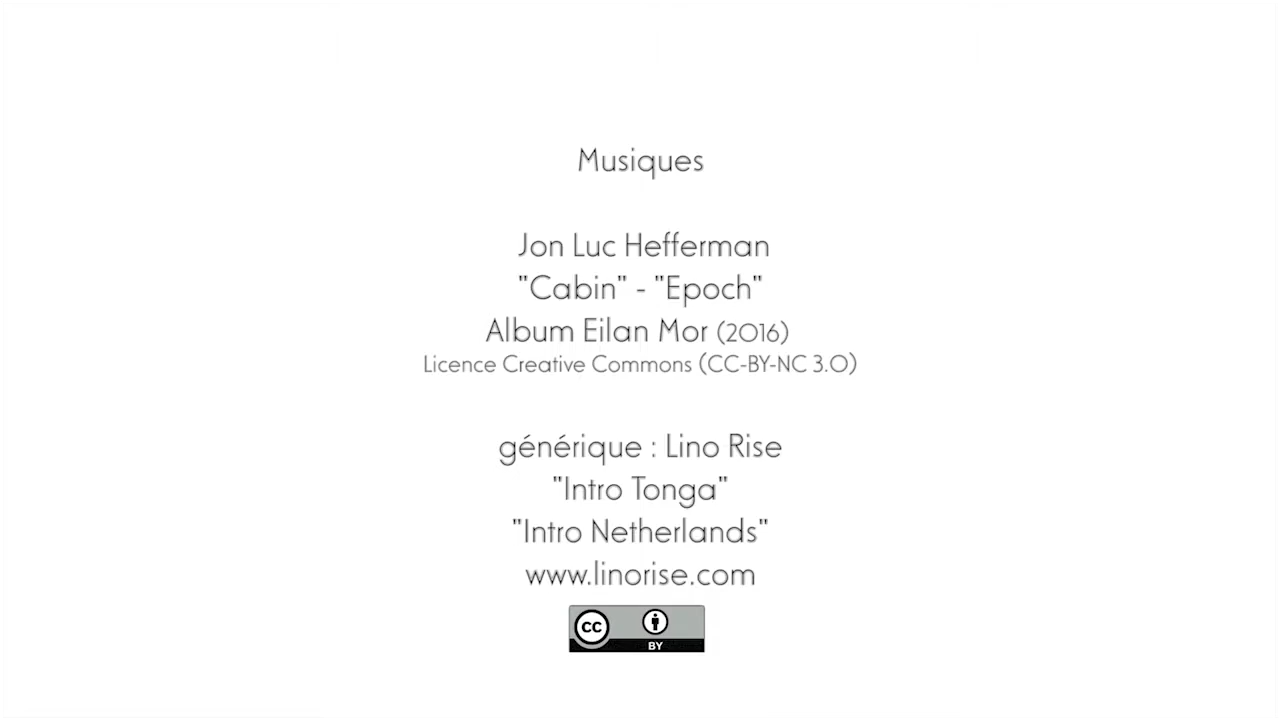 Musiques
Jon Luc Hefferman
"Cabin" - "Epoch"
Album Eilan Mor (2016)
Licence Creative Commons (CC-BY-NC 3.0)
générique : Lino Rise
"Intro Tonga"
"Intro Netherlands"
www.linorise.com
CC
BY